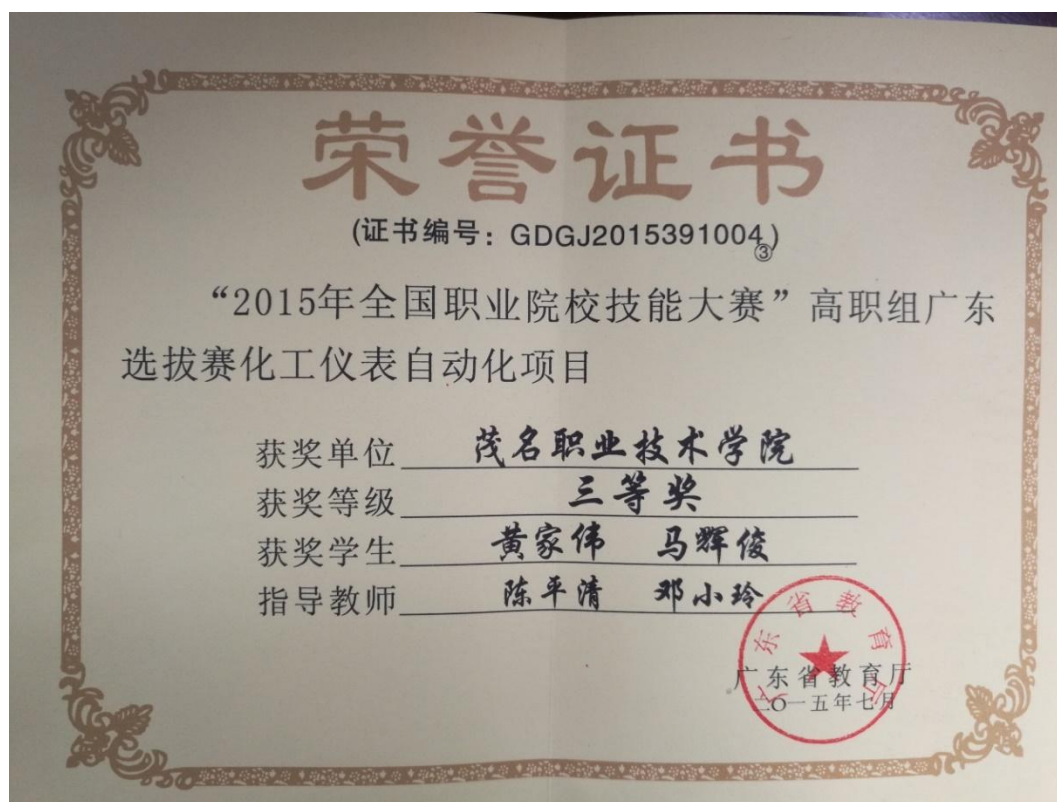 荣誉证书
(证书编号：GDGJ2015391004③)
“2015年全国职业院校技能大赛”高职组广东
选拔赛化工仪表自动化项目
获奖单位 茂名职业技术学院
获奖等级 三等奖
获奖学生 黄家伟 马辉俊
指导教师 陈平清 邓小玲
广东省教育厅
广东省教育厅
二〇一五年七月